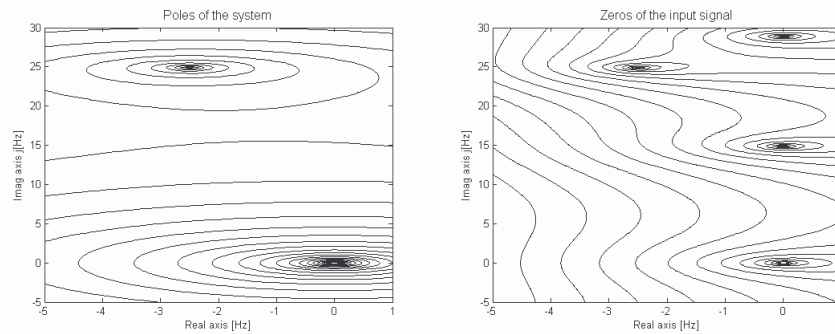 Poles of the system
30
25
20
15
10
5
0
-5
-5 -4 -3 -2 -1 0 1
Imag axis j[Hz]
Real axis [Hz]
Zeros of the input signal
30
25
20
15
10
5
0
-5
-5 -4 -3 -2 -1 0
Imag axis j[Hz]
Real axis [Hz]